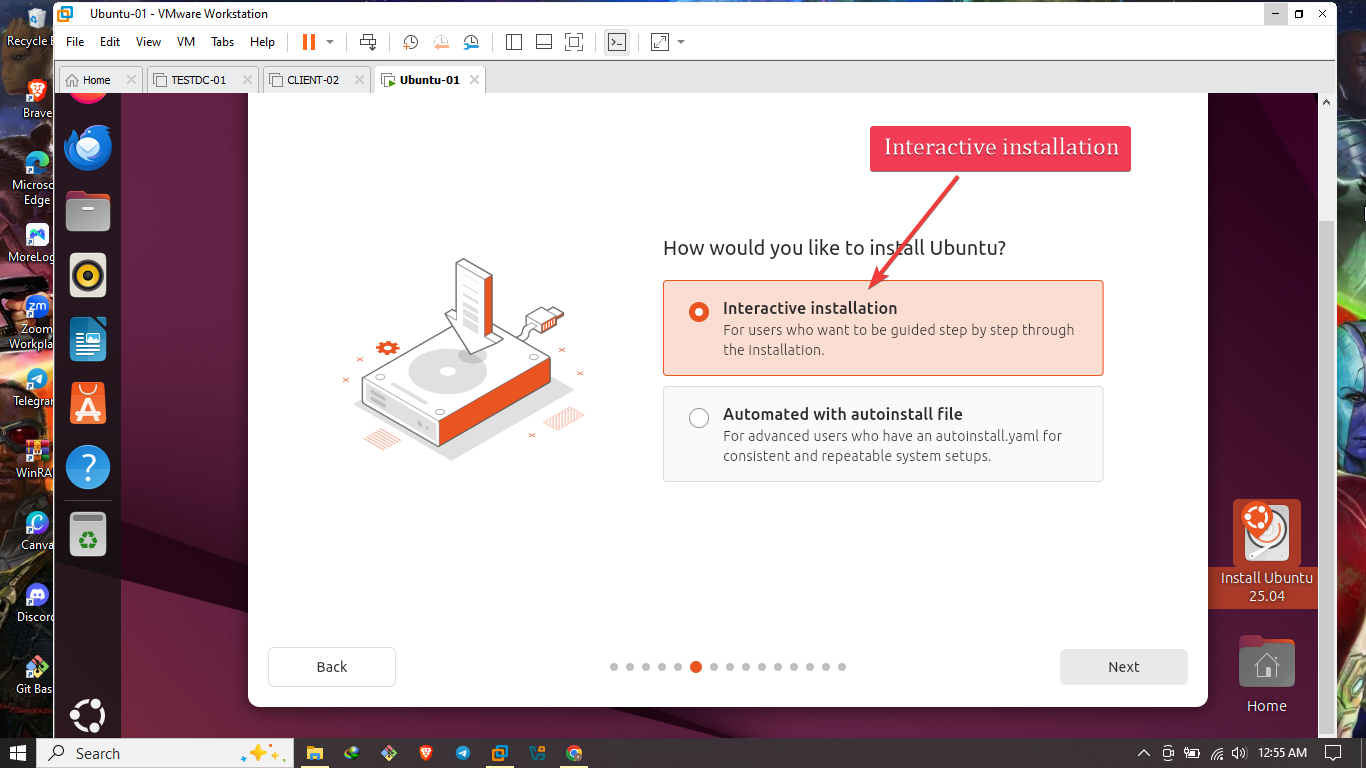 Ubuntu-01 - VMware Workstation
File Edit View VM Tabs Help
Home TESTDC-01 CLIENT-02 Ubuntu-01
Recycle
Brave
Microso
Edge
MoreLog
zm
Zoom
Workpla
Telegran
WinRA
Canva
Discord
Git Bas
Interactive installation
How would you like to install Ubuntu?
Interactive installation
For users who want to be guided step by step through
the installation.
Automated with autoinstall file
For advanced users who have an autoinstall.yaml for
consistent and repeatable system setups.
Back
Next
Install Ubuntu
25.04
Home
Search
12:55 AM